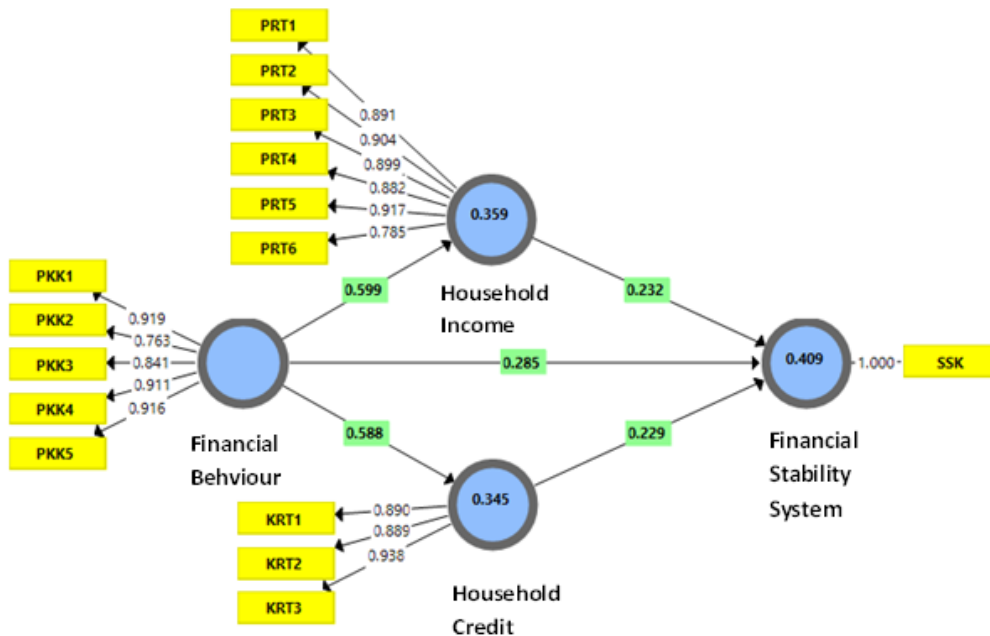 PRT1
PRT2
PRT3
PRT4
PRT5
PRT6
0.891
0.904
0.899
0.882
0.917
0.785
0.359
Household
Income
PKK1
PKK2
PKK3
PKK4
PKK5
0.919
0.763
0.841
0.911
0.916
Financial
Behviour
0.599
0.285
0.588
0.232
0.229
0.409
1.000
SSK
Financial
Stability
System
KRT1
KRT2
KRT3
0.890
0.889
0.938
0.345
Household
Credit